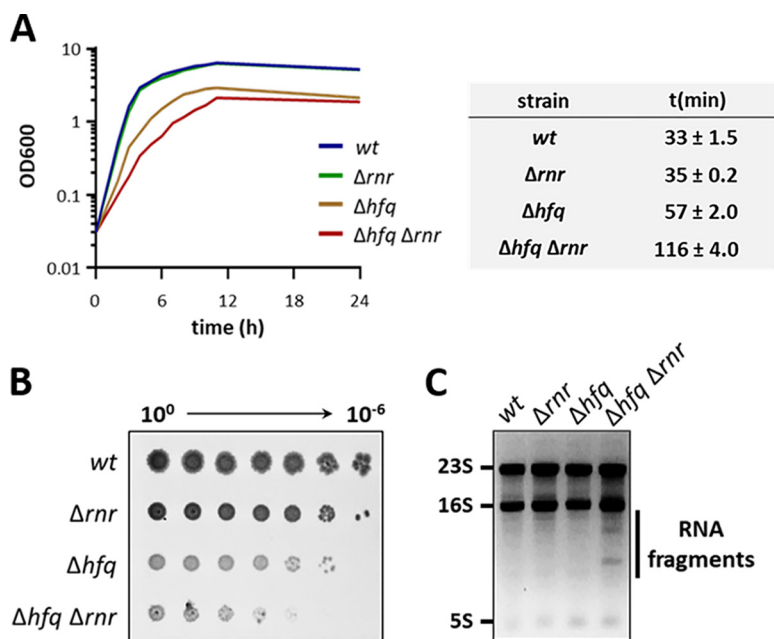 A
OD600
10
1
0.1
0.01
0 6 12 18 24
time (h)
wt
Δrnr
Δhfq
Δhfq Δrnr
strain t(min)
wt 33 ± 1.5
Δrnr 35 ± 0.2
Δhfq 57 ± 2.0
Δhfq Δrnr 116 ± 4.0
B
10⁰ 10⁻⁶
wt
Δrnr
Δhfq
Δhfq Δrnr
C
wt Δrnr Δhfq Δhfq Δrnr
23S
16S
5S
RNA
fragments